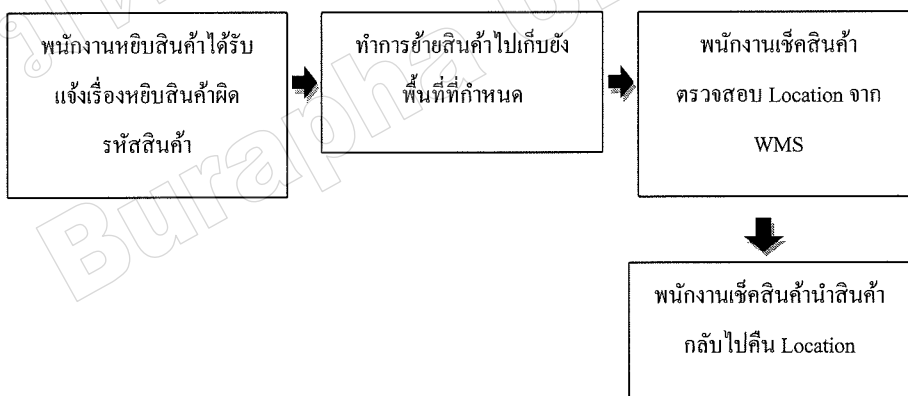 พนักงานหยิบสินค้าได้รับ
แจ้งเรื่องหยิบสินค้าผิด
รหัสสินค้า
ทำการย้ายสินค้าไปเก็บยัง
พื้นที่ที่กำหนด
พนักงานเช็คสินค้า
ตรวจสอบ Location จาก
WMS
พนักงานเช็คสินค้านำสินค้า
กลับไปคืน Location
Burapha